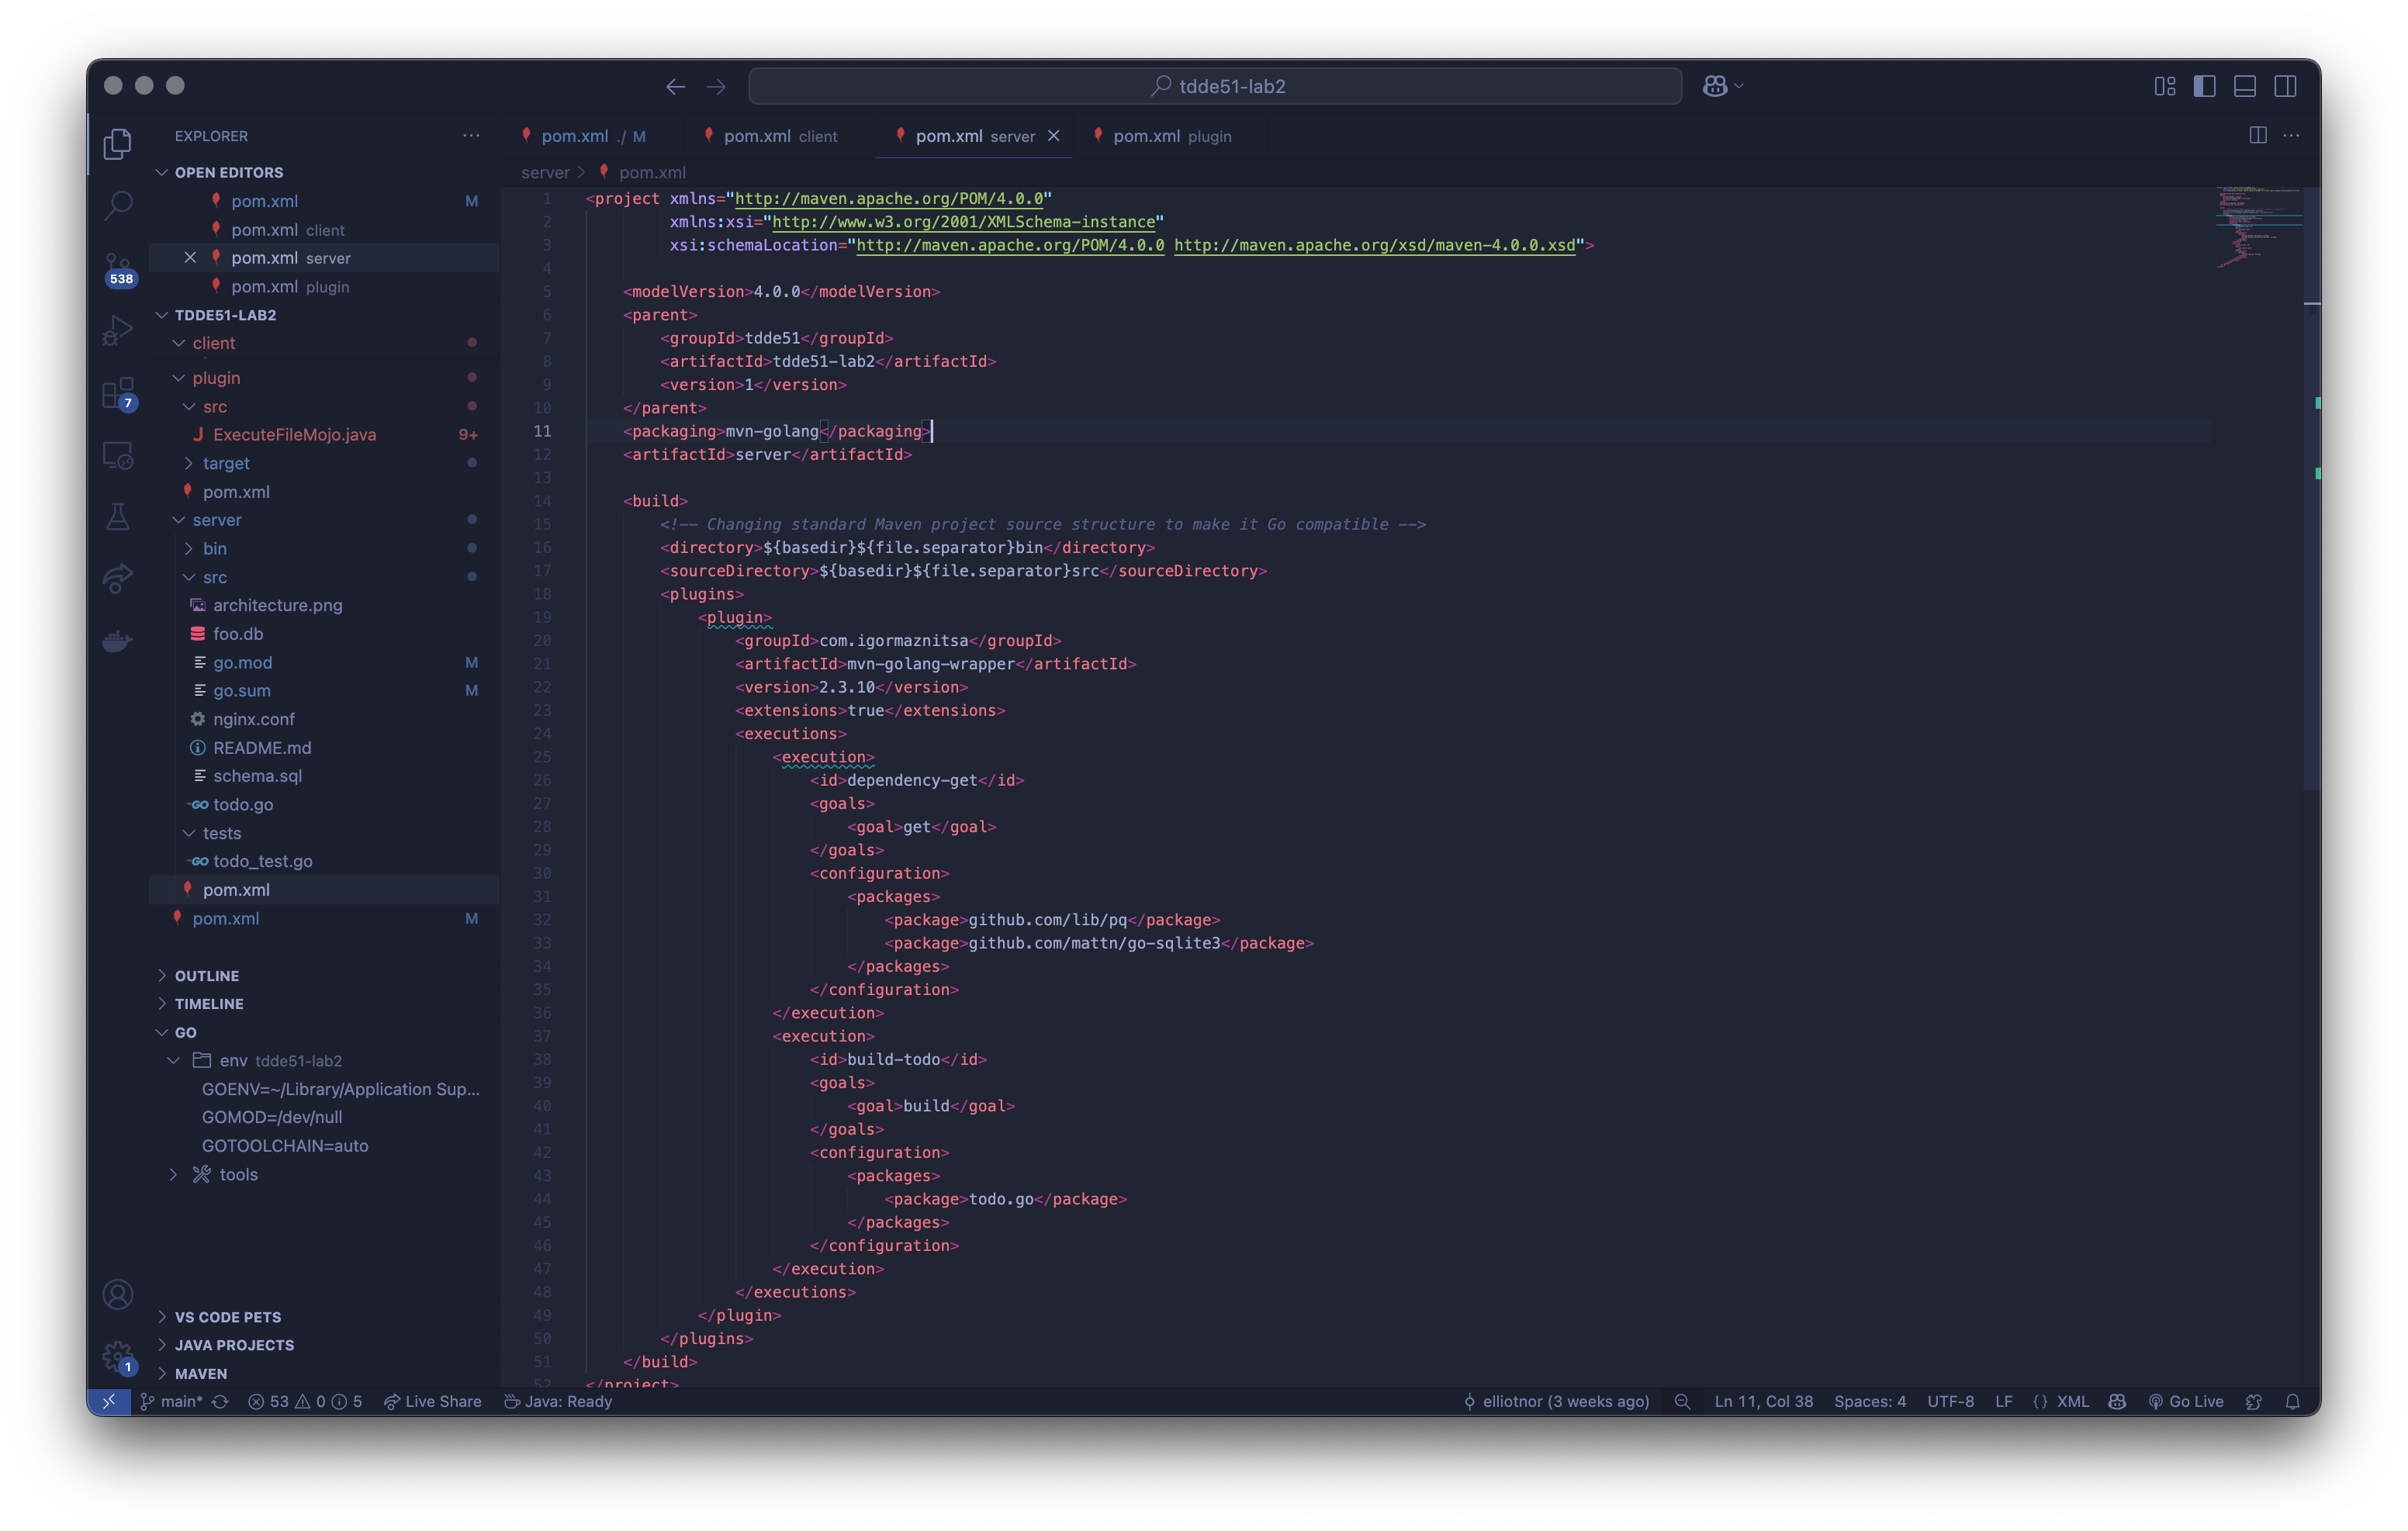 tdde51-lab2
EXPLORER
OPEN EDITORS
pom.xml M
pom.xml client
pom.xml server
pom.xml plugin
TDDE51-LAB2
client
plugin
src
ExecuteFileMojo.java 9+
target
pom.xml
server
bin
src
architecture.png
foo.db
go.mod M
go.sum M
nginx.conf
README.md
schema.sql
todo.go
tests
todo_test.go
pom.xml
pom.xml M
OUTLINE
TIMELINE
GO
env tdde51-lab2
GOENV=~/Library/Application Sup...
GOMOD=/dev/null
GOTOOLCHAIN=auto
tools
VS CODE PETS
JAVA PROJECTS
MAVEN
538
7
1
pom.xml ./ M
pom.xml client
pom.xml server
pom.xml plugin
server > pom.xml
1 <project xmlns="http://maven.apache.org/POM/4.0.0"
2 xmlns:xsi="http://www.w3.org/2001/XMLSchema-instance"
3 xsi:schemaLocation="http://maven.apache.org/POM/4.0.0 http://maven.apache.org/xsd/maven-4.0.0.xsd">
4
5 <modelVersion>4.0.0</modelVersion>
6 <parent>
7 <groupId>tdde51</groupId>
8 <artifactId>tdde51-lab2</artifactId>
9 <version>1</version>
10 </parent>
11 <packaging>mvn-golang</packaging>
12 <artifactId>server</artifactId>
13
14 <build>
15 <!-- Changing standard Maven project source structure to make it Go compatible -->
16 <directory>${basedir}${file.separator}bin</directory>
17 <sourceDirectory>${basedir}${file.separator}src</sourceDirectory>
18 <plugins>
19 <plugin>
20 <groupId>com.igormaznitsa</groupId>
21 <artifactId>mvn-golang-wrapper</artifactId>
22 <version>2.3.10</version>
23 <extensions>true</extensions>
24 <executions>
25 <execution>
26 <id>dependency-get</id>
27 <goals>
28 <goal>get</goal>
29 </goals>
30 <configuration>
31 <packages>
32 <package>github.com/lib/pq</package>
33 <package>github.com/mattn/go-sqlite3</package>
34 </packages>
35 </configuration>
36 </execution>
37 <execution>
38 <id>build-todo</id>
39 <goals>
40 <goal>build</goal>
41 </goals>
42 <configuration>
43 <packages>
44 <package>todo.go</package>
45 </packages>
46 </configuration>
47 </execution>
48 </executions>
49 </plugin>
50 </plugins>
51 </build>
52 </project>
main* 53 0 5 Live Share Java: Ready elliotnor (3 weeks ago) Ln 11, Col 38 Spaces: 4 UTF-8 LF {} XML Go Live